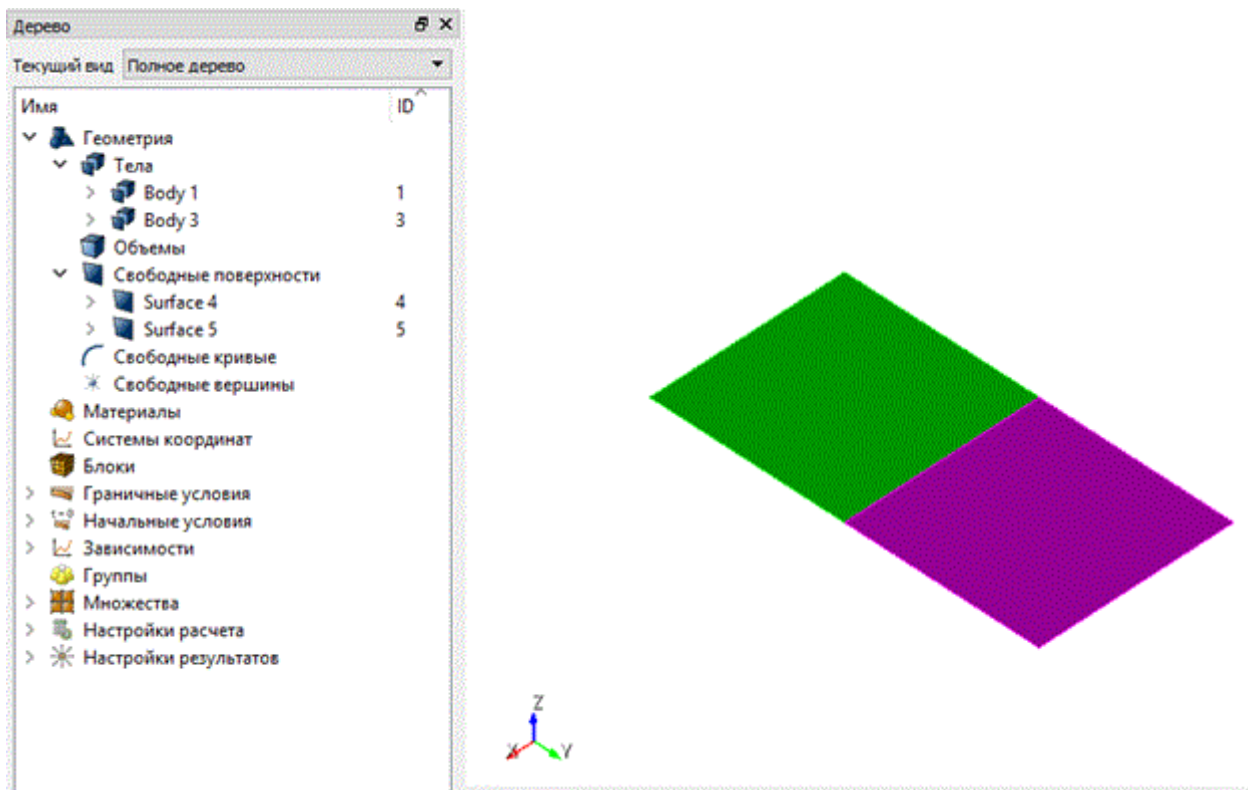 Дерево
Текущий вид Полное дерево
Имя ID
Геометрия
Тела
Body 1 1
Body 3 3
Объемы
Свободные поверхности
Surface 4 4
Surface 5 5
Свободные кривые
Свободные вершины
Материалы
Системы координат
Блоки
Граничные условия
Начальные условия
Зависимости
Группы
Множества
Настройки расчета
Настройки результатов
Z
X Y